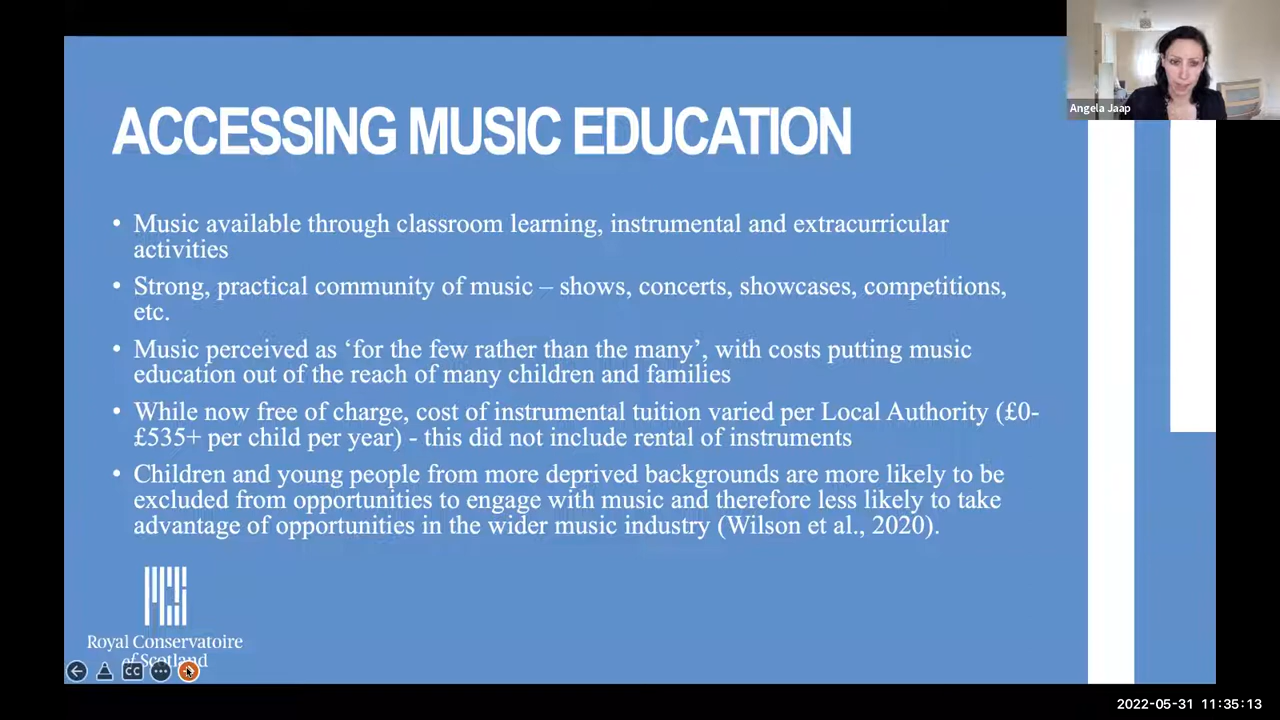 ACCESSING MUSIC EDUCATION
Angela Jaap
• Music available through classroom learning, instrumental and extracurricular
activities
• Strong, practical community of music – shows, concerts, showcases, competitions,
etc.
• Music perceived as ‘for the few rather than the many’, with costs putting music
education out of the reach of many children and families
• While now free of charge, cost of instrumental tuition varied per Local Authority (£0-
£535+ per child per year) - this did not include rental of instruments
• Children and young people from more deprived backgrounds are more likely to be
excluded from opportunities to engage with music and therefore less likely to take
advantage of opportunities in the wider music industry (Wilson et al., 2020).
Royal Conservatoire
of Scotland
CC
2022-05-31 11:35:13